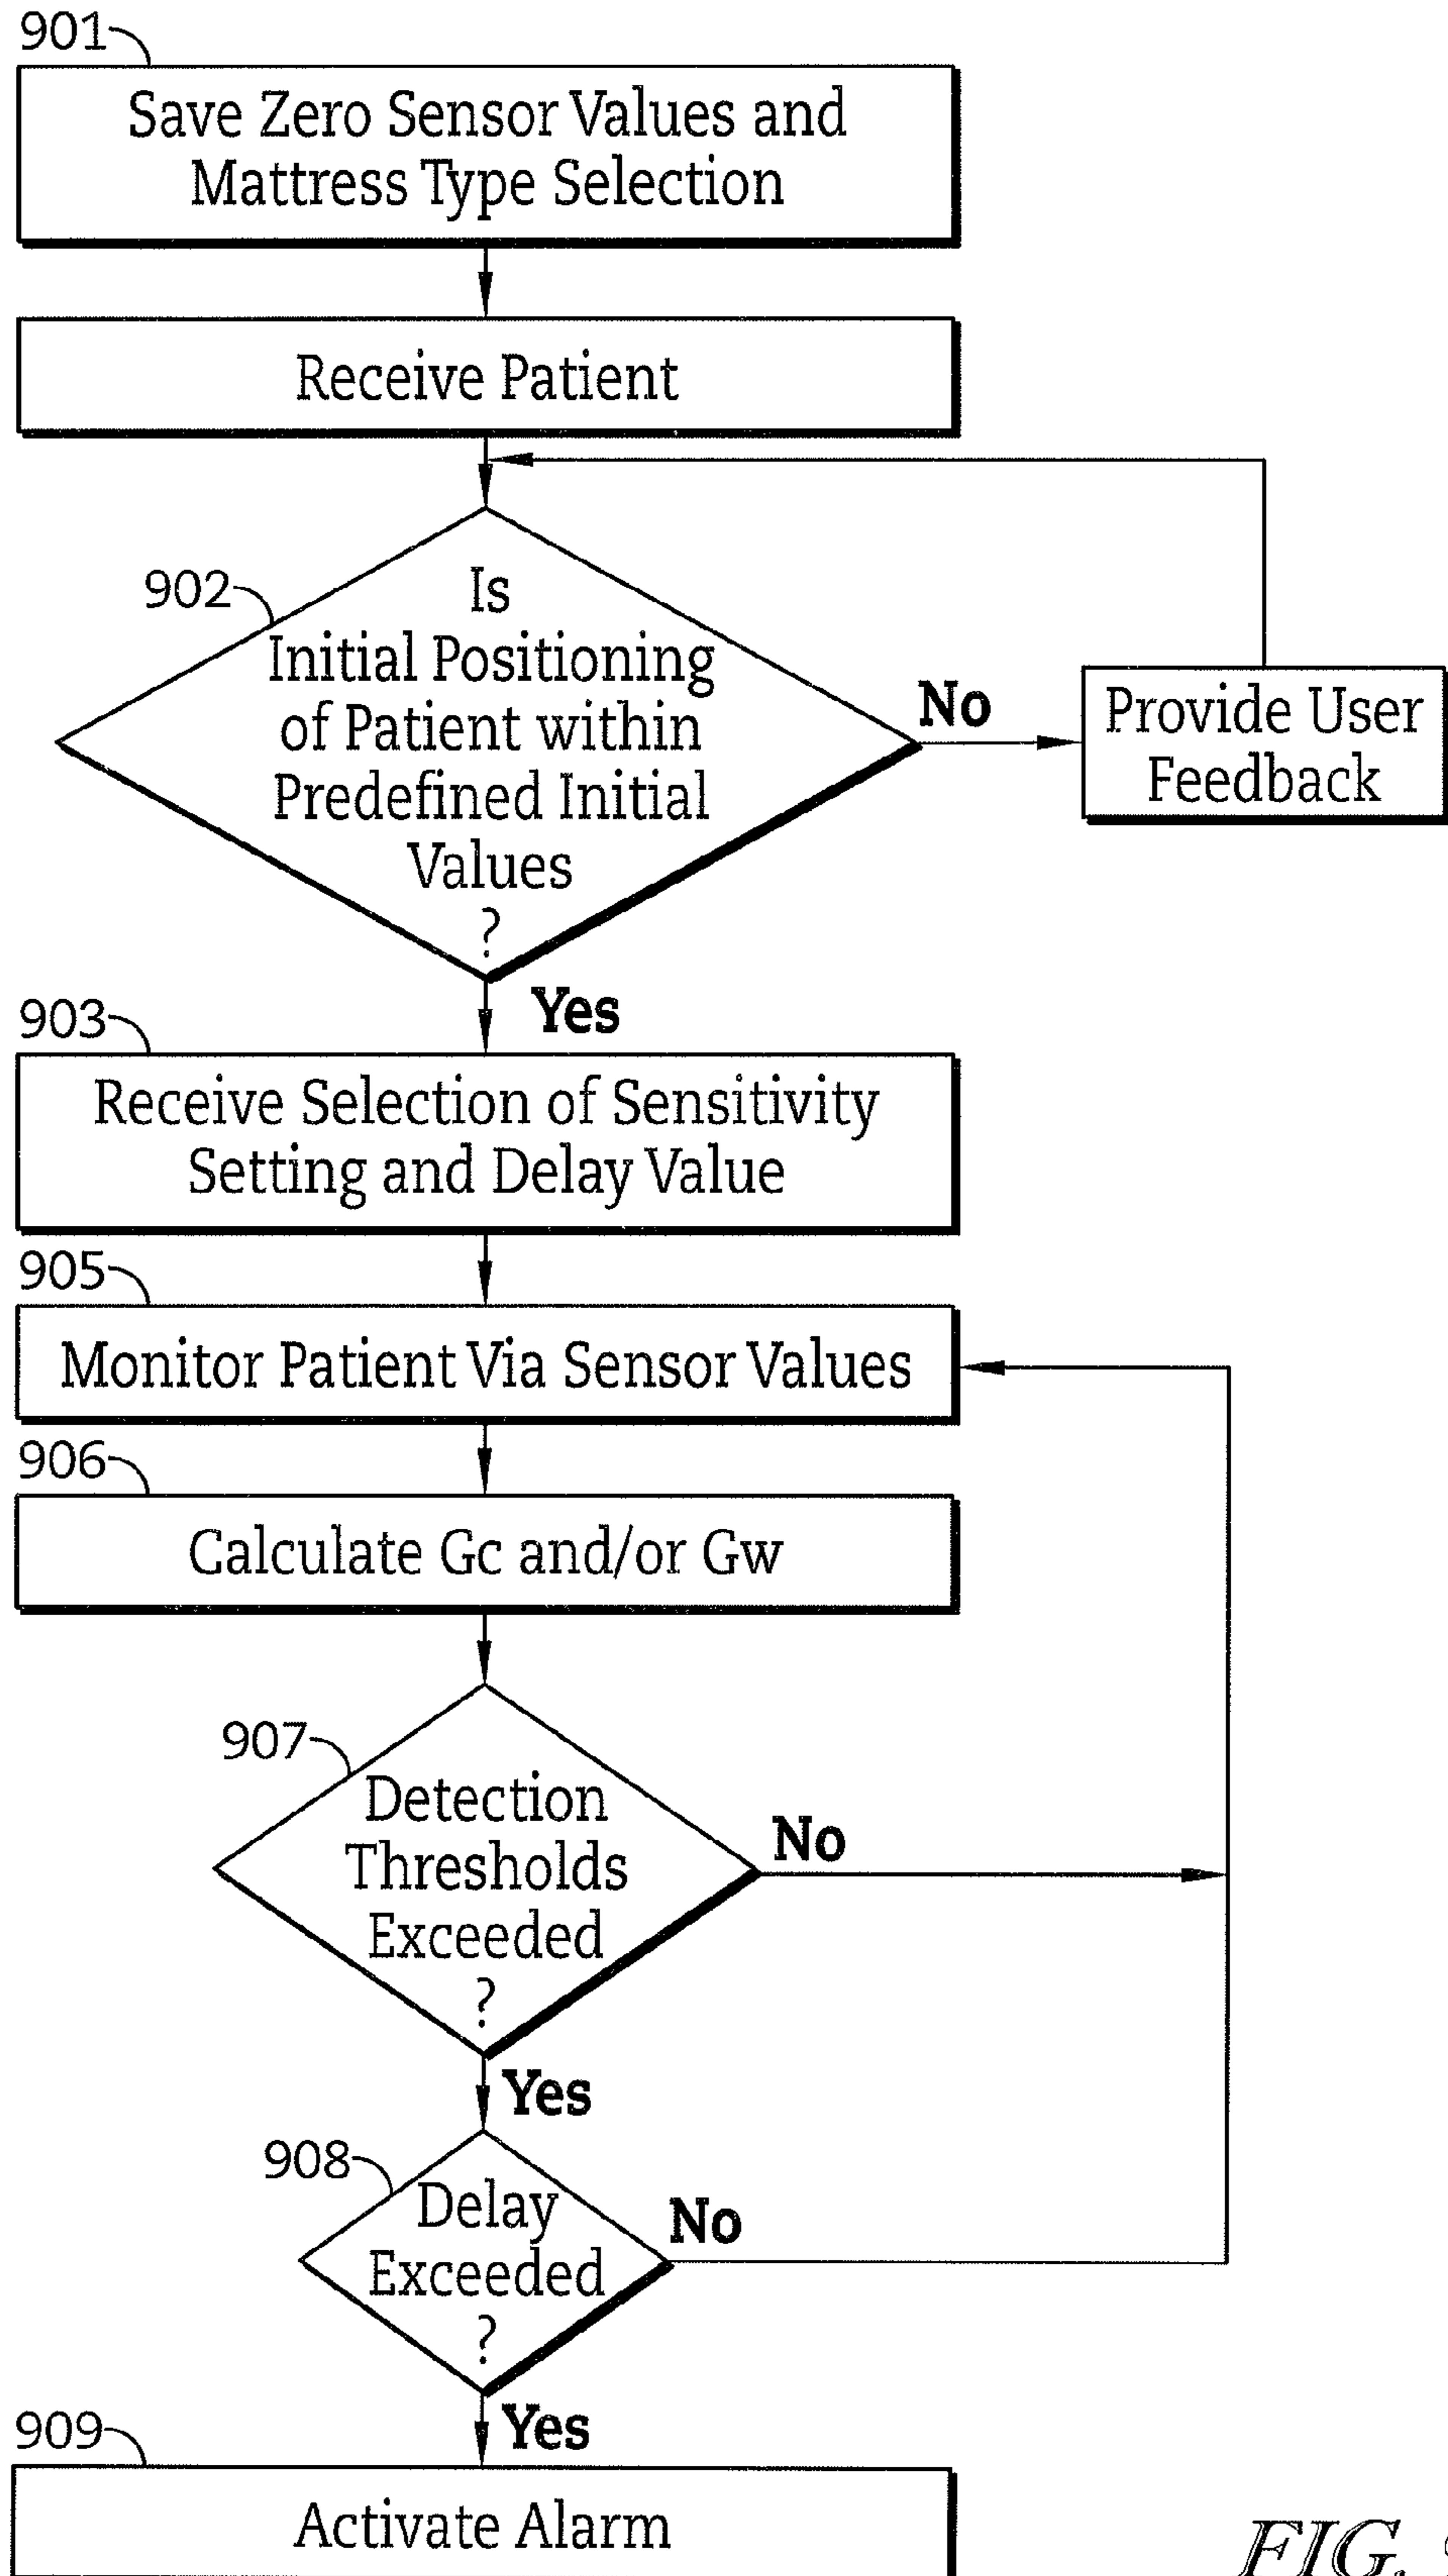 901
Save Zero Sensor Values and
Mattress Type Selection
Receive Patient
902
Is
Initial Positioning
of Patient within
Predefined Initial
Values
?
No
Provide User
Feedback
Yes
903
Receive Selection of Sensitivity
Setting and Delay Value
905
Monitor Patient Via Sensor Values
906
Calculate Gc and/or Gw
907
Detection
Thresholds
Exceeded
?
No
Yes
908
Delay
Exceeded
?
No
Yes
909
Activate Alarm
FIG.